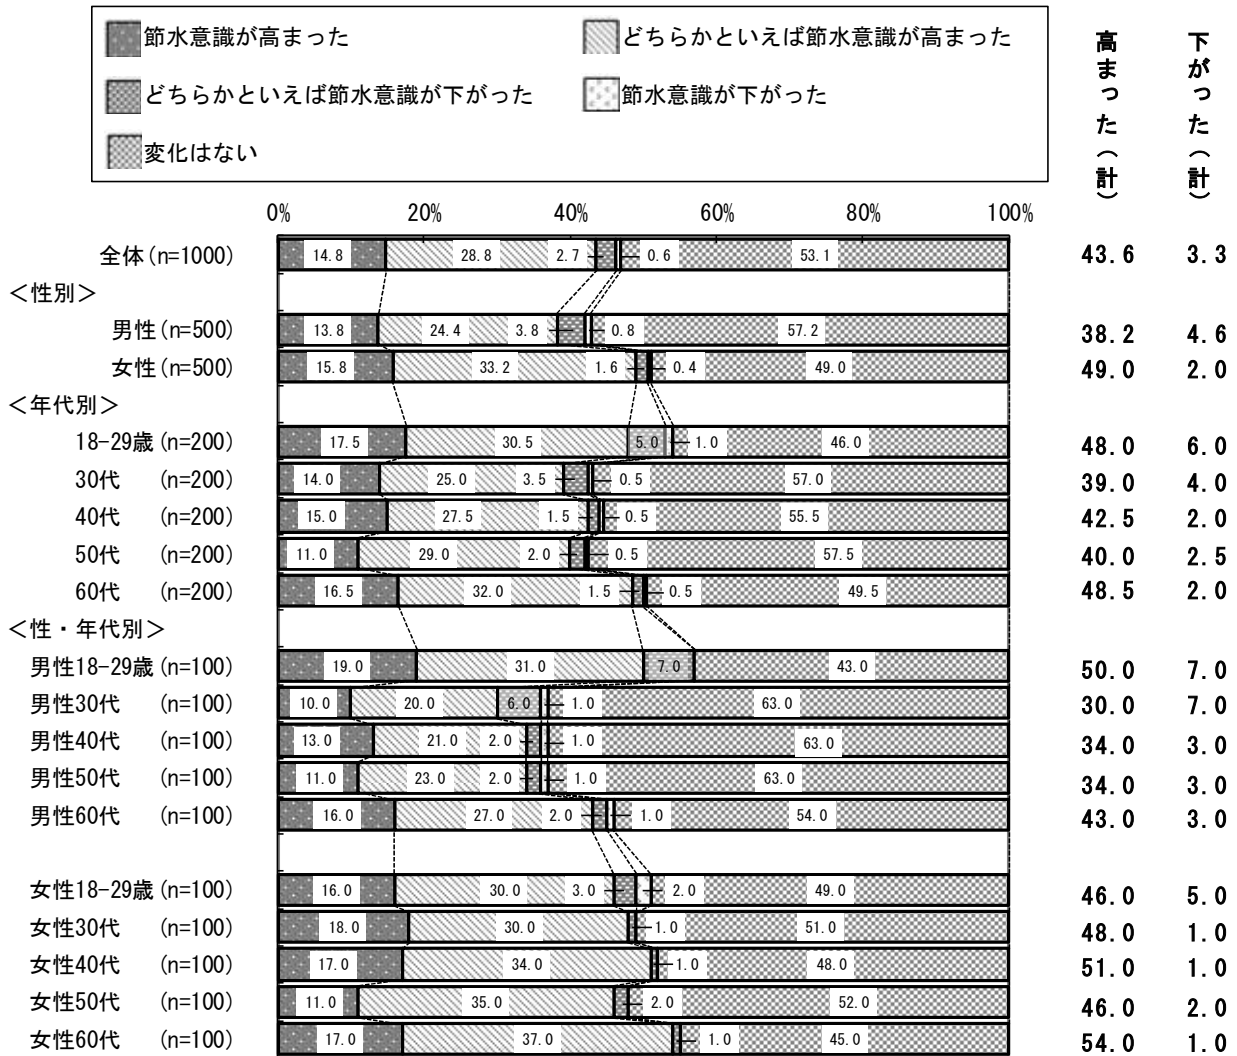 節水意識が高まった どちらかといえば節水意識が高まった
どちらかといえば節水意識が下がった 節水意識が下がった
変化はない
高まった（計） 下がった（計）
0% 20% 40% 60% 80% 100%
全体(n=1000) 14.8 28.8 2.7 0.6 53.1 43.6 3.3
＜性別＞
男性(n=500) 13.8 24.4 3.8 0.8 57.2 38.2 4.6
女性(n=500) 15.8 33.2 1.6 0.4 49.0 49.0 2.0
＜年代別＞
18-29歳(n=200) 17.5 30.5 5.0 1.0 46.0 48.0 6.0
30代 (n=200) 14.0 25.0 3.5 0.5 57.0 39.0 4.0
40代 (n=200) 15.0 27.5 1.5 0.5 55.5 42.5 2.0
50代 (n=200) 11.0 29.0 2.0 0.5 57.5 40.0 2.5
60代 (n=200) 16.5 32.0 1.5 0.5 49.5 48.5 2.0
＜性・年代別＞
男性18-29歳(n=100) 19.0 31.0 7.0 43.0 50.0 7.0
男性30代 (n=100) 10.0 20.0 6.0 1.0 63.0 30.0 7.0
男性40代 (n=100) 13.0 21.0 2.0 1.0 63.0 34.0 3.0
男性50代 (n=100) 11.0 23.0 2.0 1.0 63.0 34.0 3.0
男性60代 (n=100) 16.0 27.0 2.0 1.0 54.0 43.0 3.0
女性18-29歳(n=100) 16.0 30.0 3.0 2.0 49.0 46.0 5.0
女性30代 (n=100) 18.0 30.0 1.0 51.0 48.0 1.0
女性40代 (n=100) 17.0 34.0 1.0 48.0 51.0 1.0
女性50代 (n=100) 11.0 35.0 2.0 52.0 46.0 2.0
女性60代 (n=100) 17.0 37.0 1.0 45.0 54.0 1.0